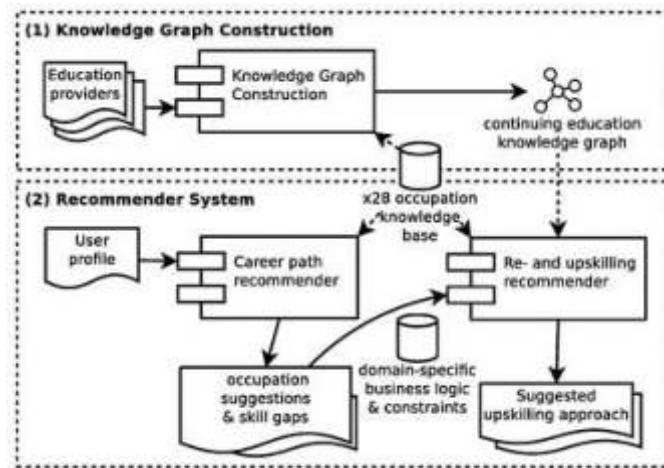 (1) Knowledge Graph Construction
Education
providers
Knowledge Graph
Construction
continuing education
knowledge graph
(2) Recommender System
x28 occupation
knowledge
base
User
profile
Career path
recommender
Re- and upskilling
recommender
occupation
suggestions
& skill gaps
domain-specific
business logic
& constraints
Suggested
upskilling approach